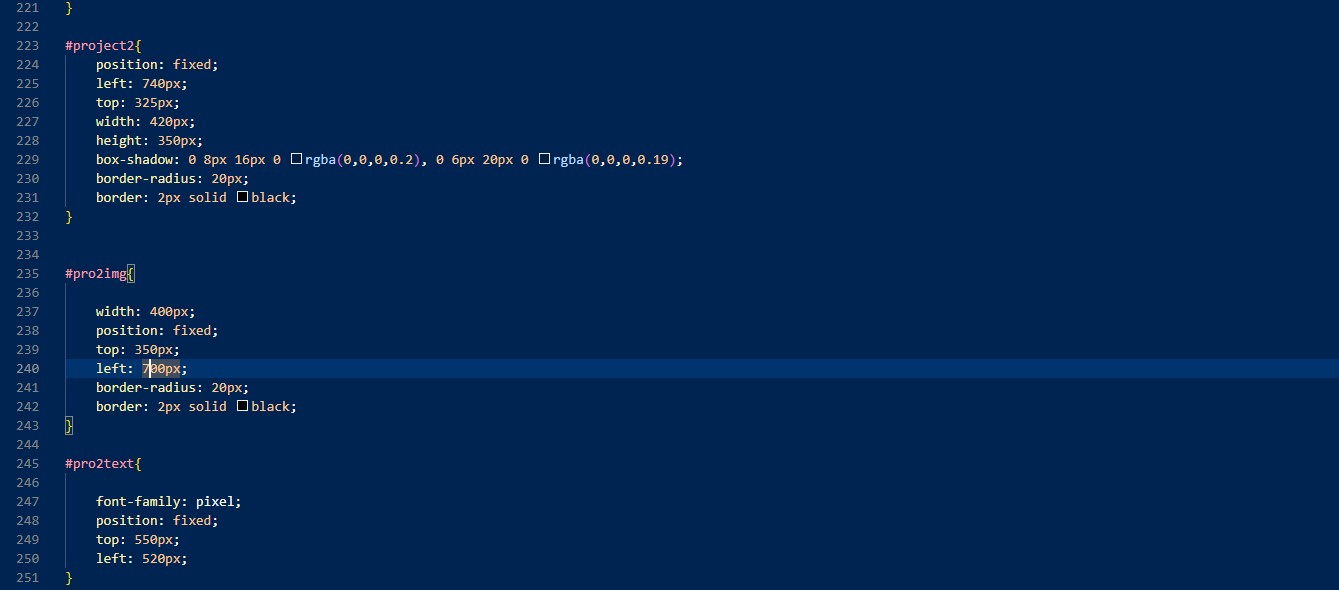 221 }
222
223 #project2{
224 position: fixed;
225 left: 740px;
226 top: 325px;
227 width: 420px;
228 height: 350px;
229 box-shadow: 0 8px 16px 0 rgba(0,0,0,0.2), 0 6px 20px 0 rgba(0,0,0,0.19);
230 border-radius: 20px;
231 border: 2px solid black;
232 }
233
234
235 #pro2img{
236
237 width: 400px;
238 position: fixed;
239 top: 350px;
240 left: 700px;
241 border-radius: 20px;
242 border: 2px solid black;
243 }
244
245 #pro2text{
246
247 font-family: pixel;
248 position: fixed;
249 top: 550px;
250 left: 520px;
251 }